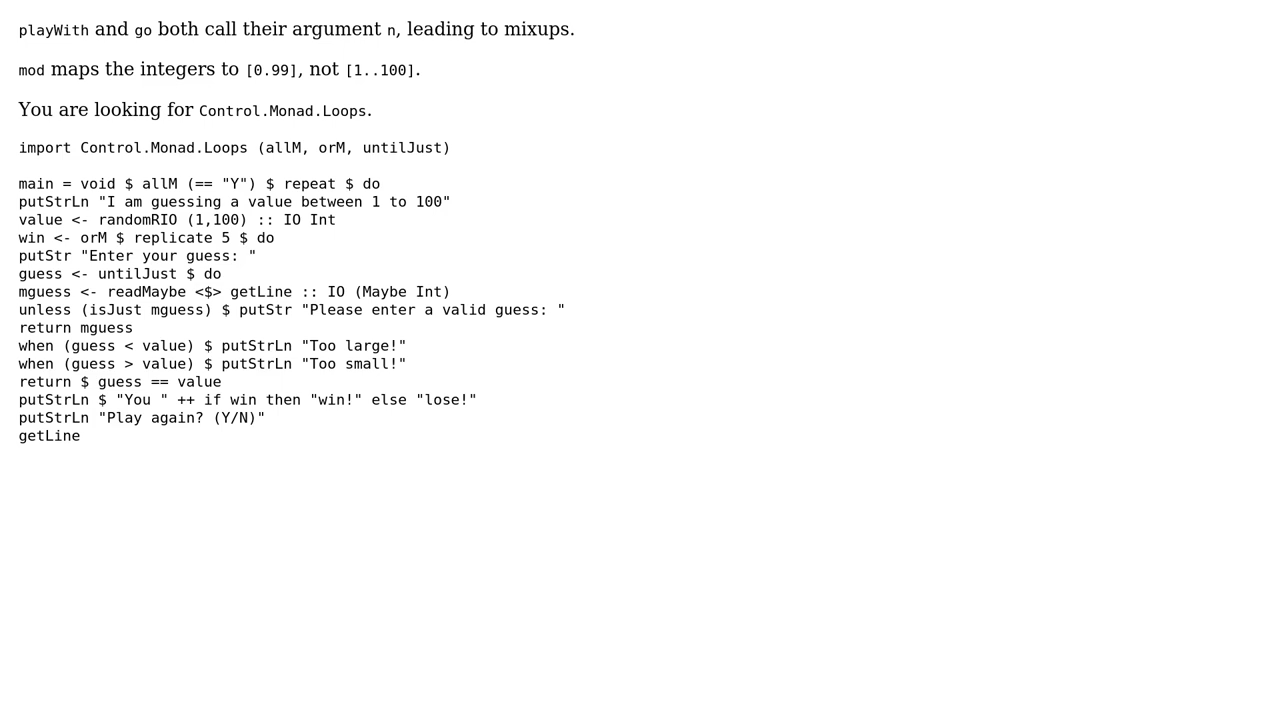 playWith and go both call their argument n, leading to mixups.
mod maps the integers to [0.99], not [1..100].
You are looking for Control.Monad.Loops.
import Control.Monad.Loops (allM, orM, untilJust)
main = void $ allM (== "Y") $ repeat $ do
putStrLn "I am guessing a value between 1 to 100"
value <- randomRIO (1,100) :: IO Int
win <- orM $ replicate 5 $ do
putStr "Enter your guess: "
guess <- untilJust $ do
mguess <- readMaybe <$> getLine :: IO (Maybe Int)
unless (isJust mguess) $ putStr "Please enter a valid guess: "
return mguess
when (guess < value) $ putStrLn "Too large!"
when (guess > value) $ putStrLn "Too small!"
return $ guess == value
putStrLn $ "You " ++ if win then "win!" else "lose!"
putStrLn "Play again? (Y/N)"
getLine